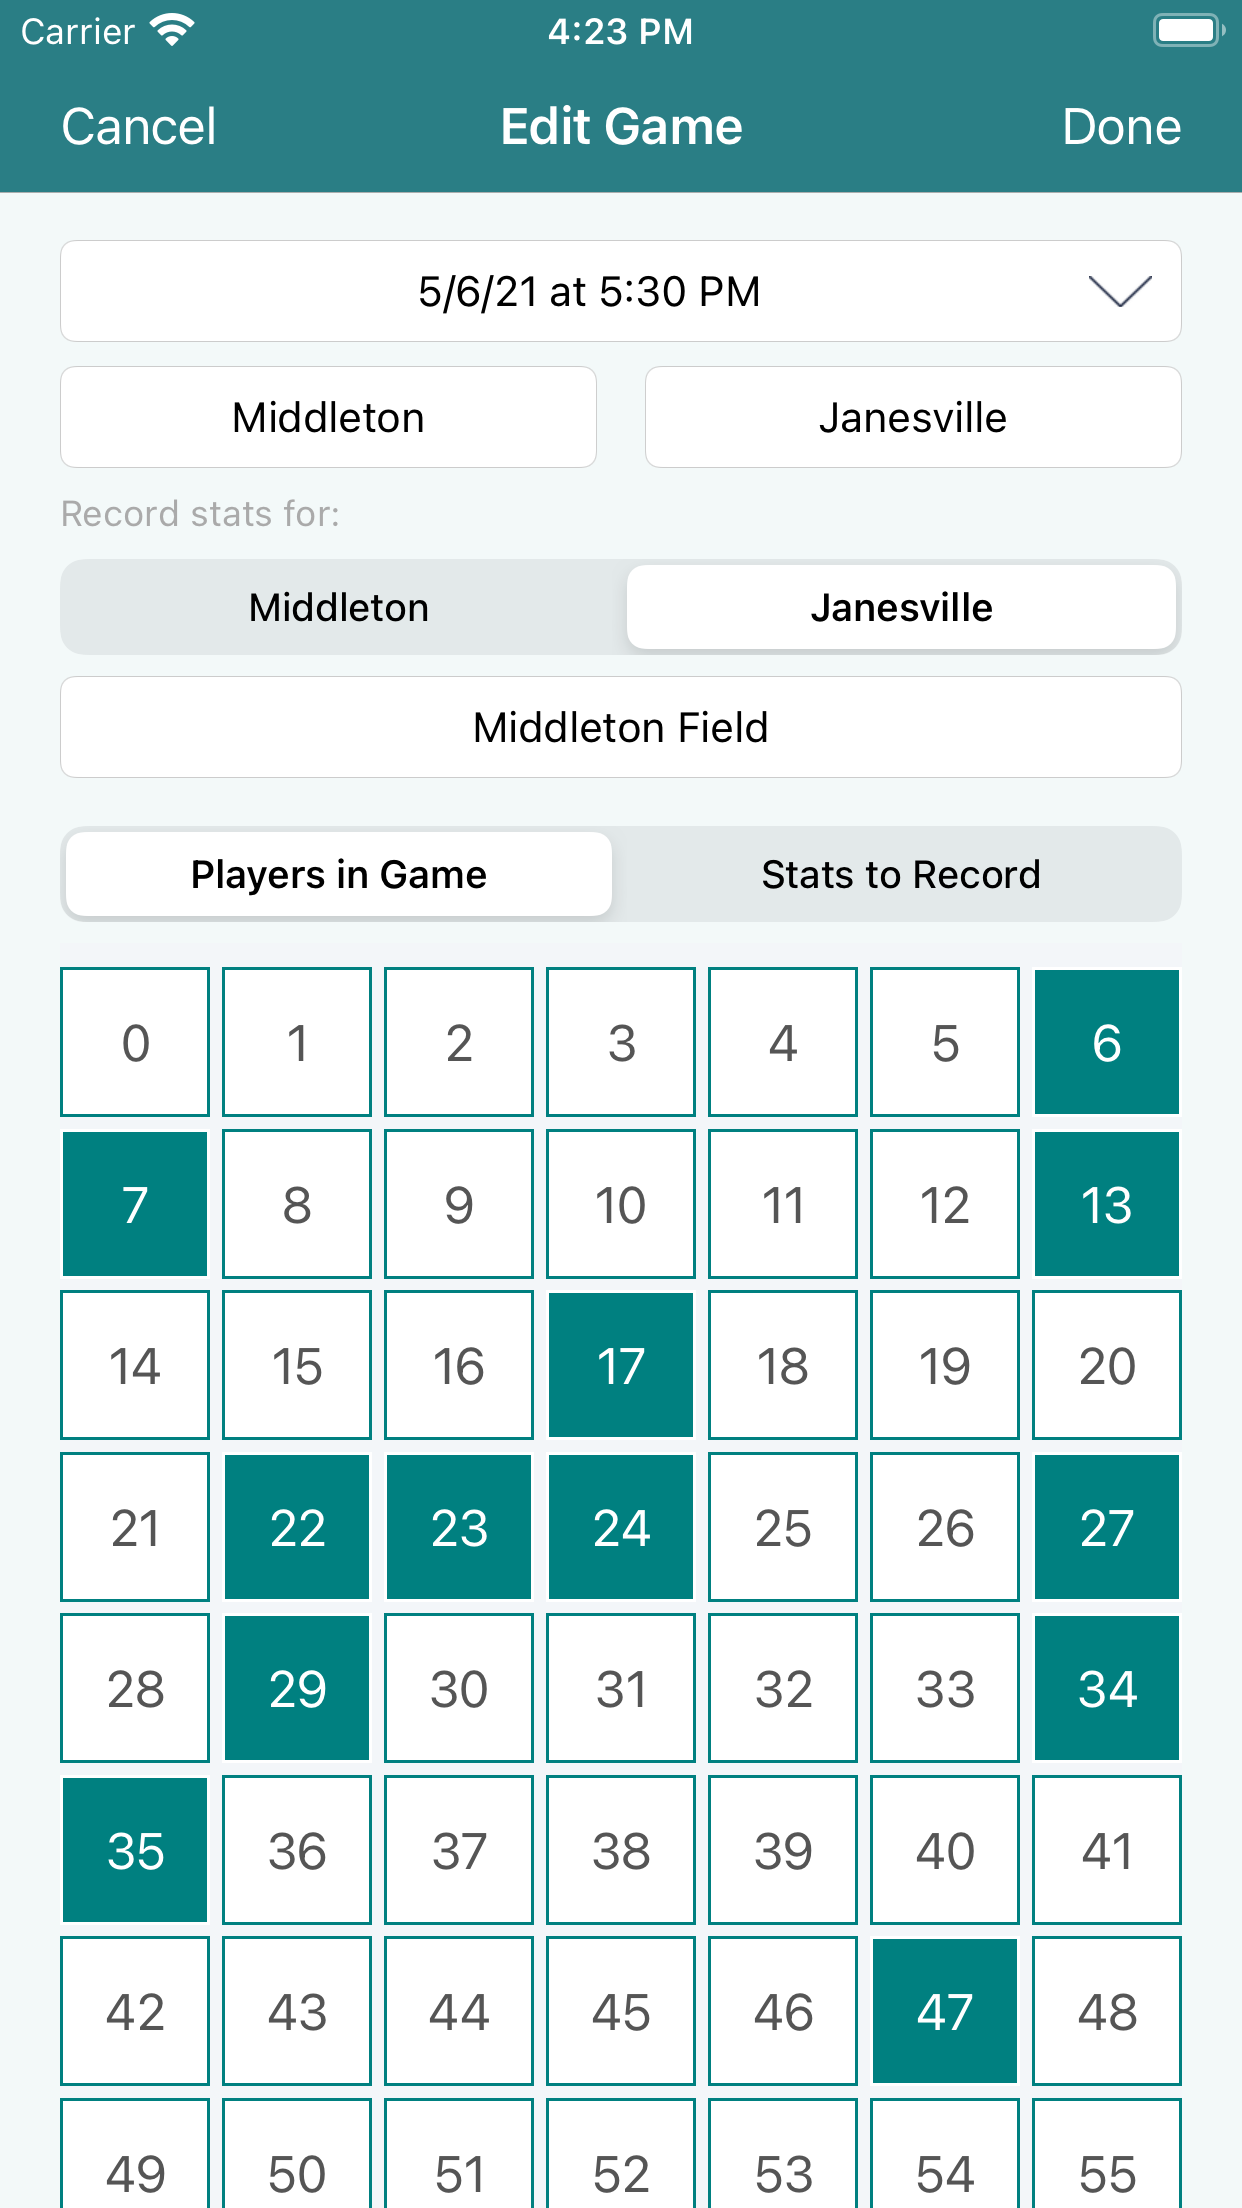 Carrier 4:23 PM
Cancel Edit Game Done
5/6/21 at 5:30 PM
Middleton Janesville
Record stats for:
Middleton Janesville
Middleton Field
Players in Game Stats to Record
0 1 2 3 4 5 6
7 8 9 10 11 12 13
14 15 16 17 18 19 20
21 22 23 24 25 26 27
28 29 30 31 32 33 34
35 36 37 38 39 40 41
42 43 44 45 46 47 48
49 50 51 52 53 54 55